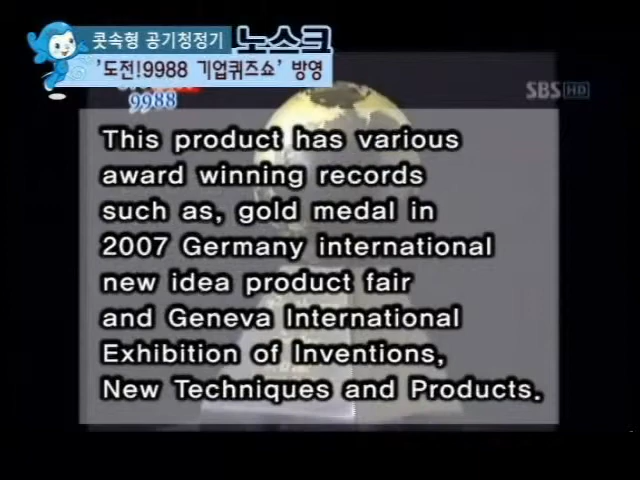 콧속형 공기청정기 노스크
'도전!9988 기업퀴즈쇼' 방영
9988
SBS HD
This product has various
award winning records
such as, gold medal in
2007 Germany international
new idea product fair
and Geneva International
Exhibition of Inventions,
New Techniques and Products.